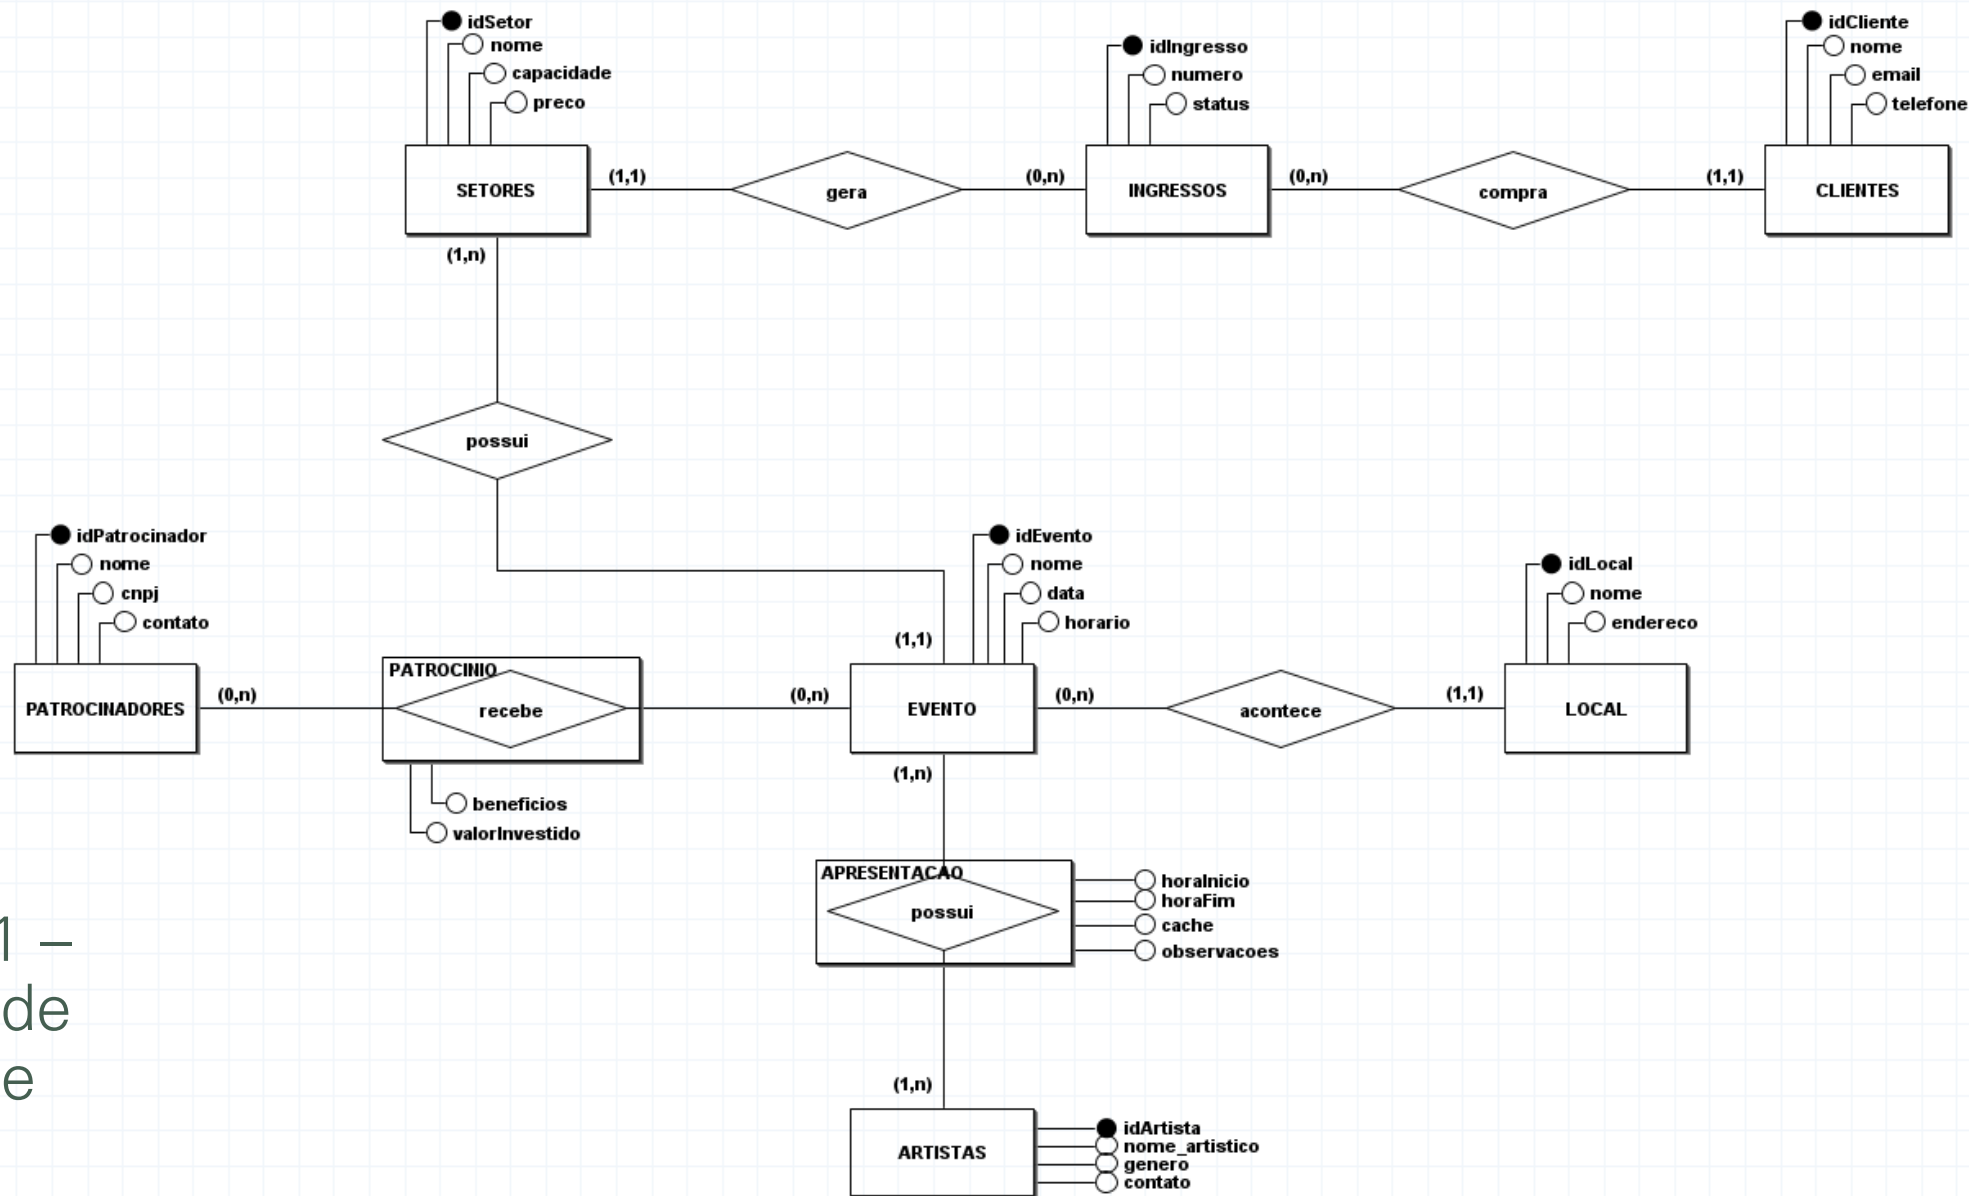 idSetor
nome
capacidade
preco
idIngresso
numero
status
idCliente
nome
email
telefone
SETORES
(1,1)
gera
(0,n)
INGRESSOS
(0,n)
compra
(1,1)
CLIENTES
(1,n)
possui
idPatrocinador
nome
cnpj
contato
idEvento
nome
data
horario
idLocal
nome
endereco
(1,1)
PATROCINADORES
(0,n)
PATROCINIO
recebe
(0,n)
EVENTO
(0,n)
acontece
(1,1)
LOCAL
beneficios
valorInvestido
(1,n)
APRESENTACAO
possui
horaInicio
horaFim
cache
observacoes
1 –
de
e
(1,n)
ARTISTAS
idArtista
nome_artistico
genero
contato